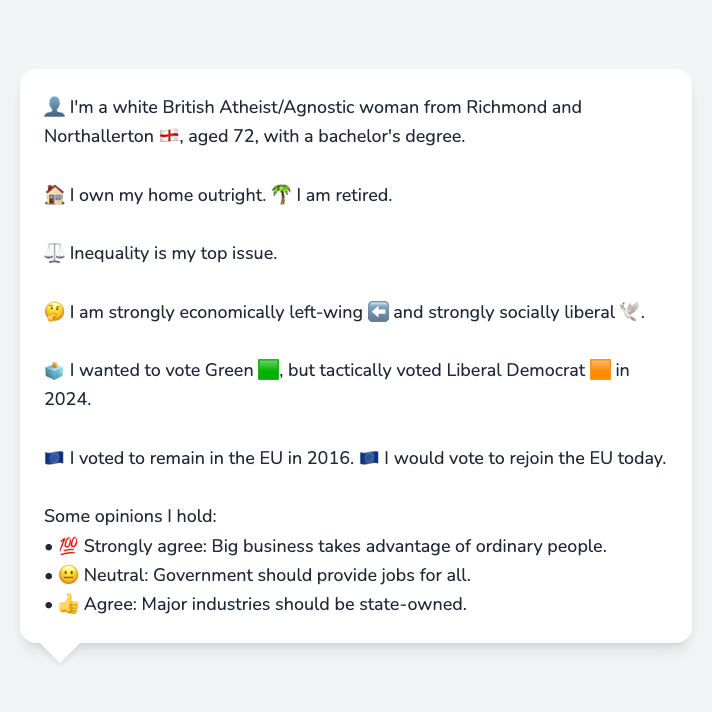 👤 I'm a white British Atheist/Agnostic woman from Richmond and
Northallerton 🏴󠁧󠁢󠁥󠁮󠁧󠁿, aged 72, with a bachelor's degree.
🏠 I own my home outright. 🌴 I am retired.
⚖️ Inequality is my top issue.
🤔 I am strongly economically left-wing ⬅️ and strongly socially liberal 🕊️.
🗳️ I wanted to vote Green 🟩, but tactically voted Liberal Democrat 🟧 in
2024.
🇪🇺 I voted to remain in the EU in 2016. 🇪🇺 I would vote to rejoin the EU today.
Some opinions I hold:
• 💯 Strongly agree: Big business takes advantage of ordinary people.
• 😐 Neutral: Government should provide jobs for all.
• 👍 Agree: Major industries should be state-owned.